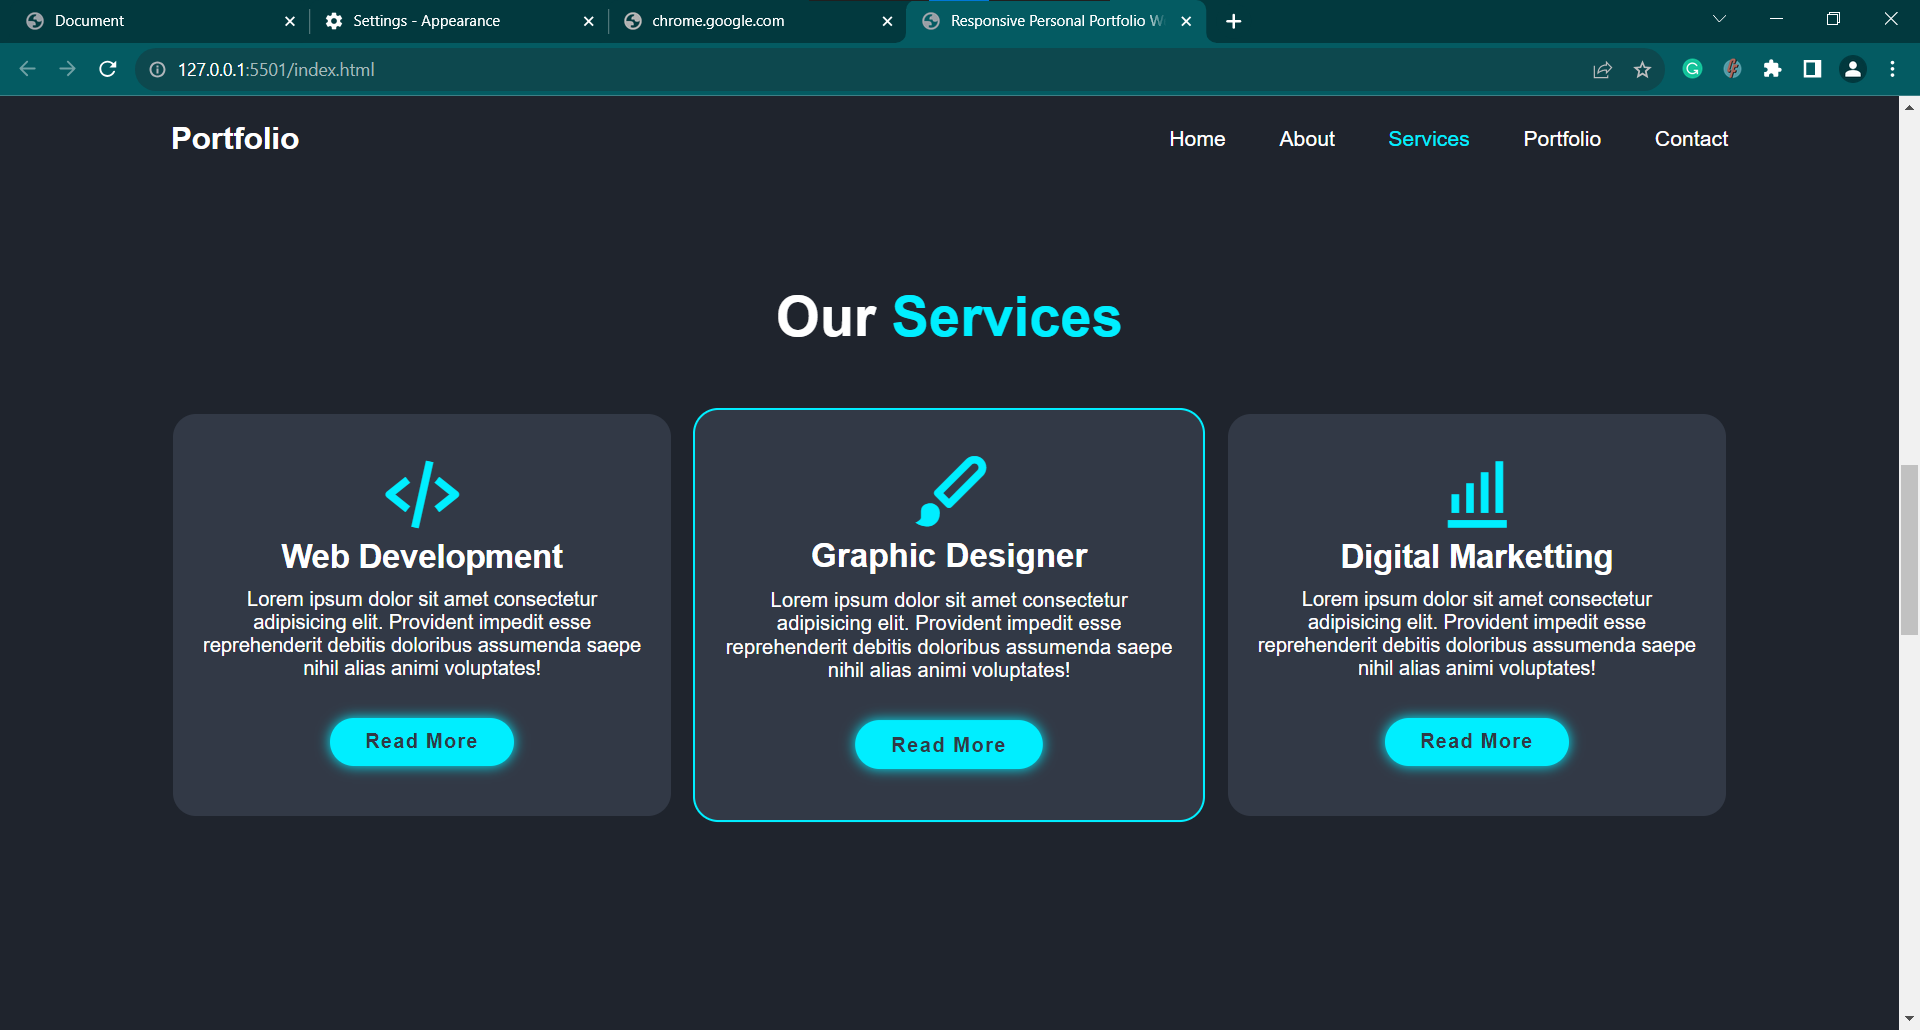 Document
Settings - Appearance
chrome.google.com
Responsive Personal Portfolio W
127.0.0.1:5501/index.html
Portfolio
Home
About
Services
Portfolio
Contact
Our Services
Web Development
Lorem ipsum dolor sit amet consectetur
adipisicing elit. Provident impedit esse
reprehenderit debitis doloribus assumenda saepe
nihil alias animi voluptates!
Read More
Graphic Designer
Lorem ipsum dolor sit amet consectetur
adipisicing elit. Provident impedit esse
reprehenderit debitis doloribus assumenda saepe
nihil alias animi voluptates!
Read More
Digital Marketting
Lorem ipsum dolor sit amet consectetur
adipisicing elit. Provident impedit esse
reprehenderit debitis doloribus assumenda saepe
nihil alias animi voluptates!
Read More